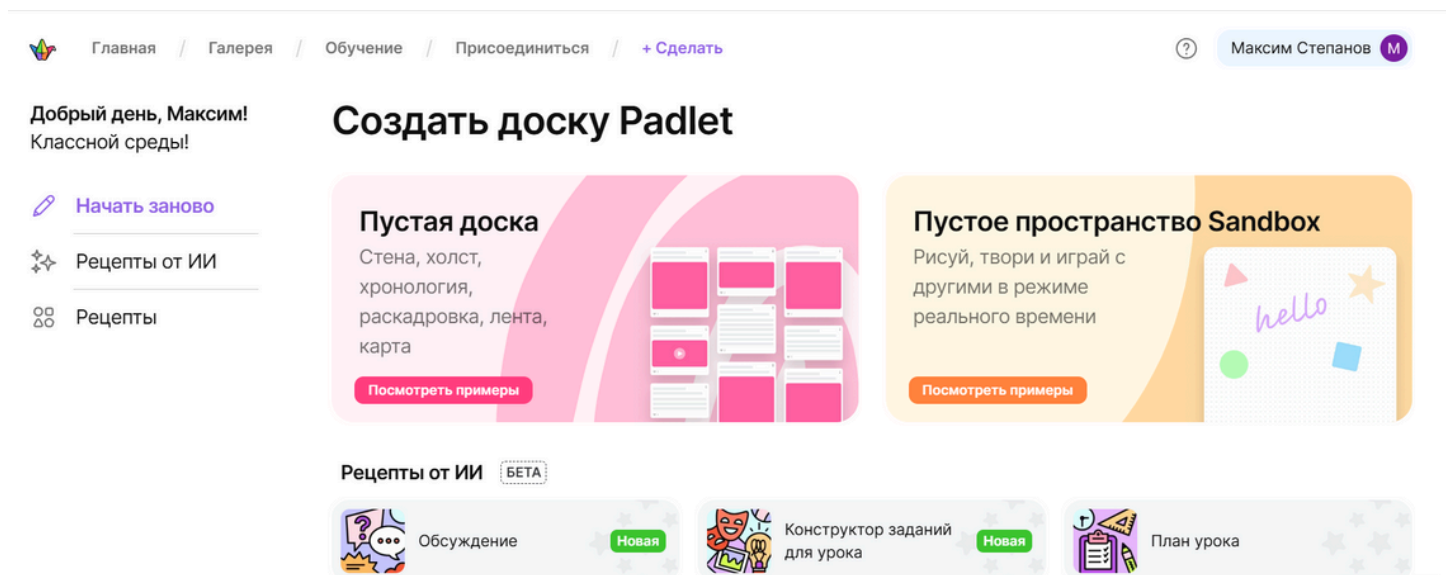 Главная / Галерея / Обучение / Присоединиться / + Сделать
? Максим Степанов М
Добрый день, Максим!
Классной среды!
Начать заново
Рецепты от ИИ
Рецепты
Создать доску Padlet
Пустая доска
Стена, холст,
хронология,
раскадровка, лента,
карта
Посмотреть примеры
Пустое пространство Sandbox
Рисуй, твори и играй с
другими в режиме
реального времени
Посмотреть примеры
hello
Рецепты от ИИ БЕТА
Обсуждение
Новая
Конструктор заданий
для урока
Новая
План урока